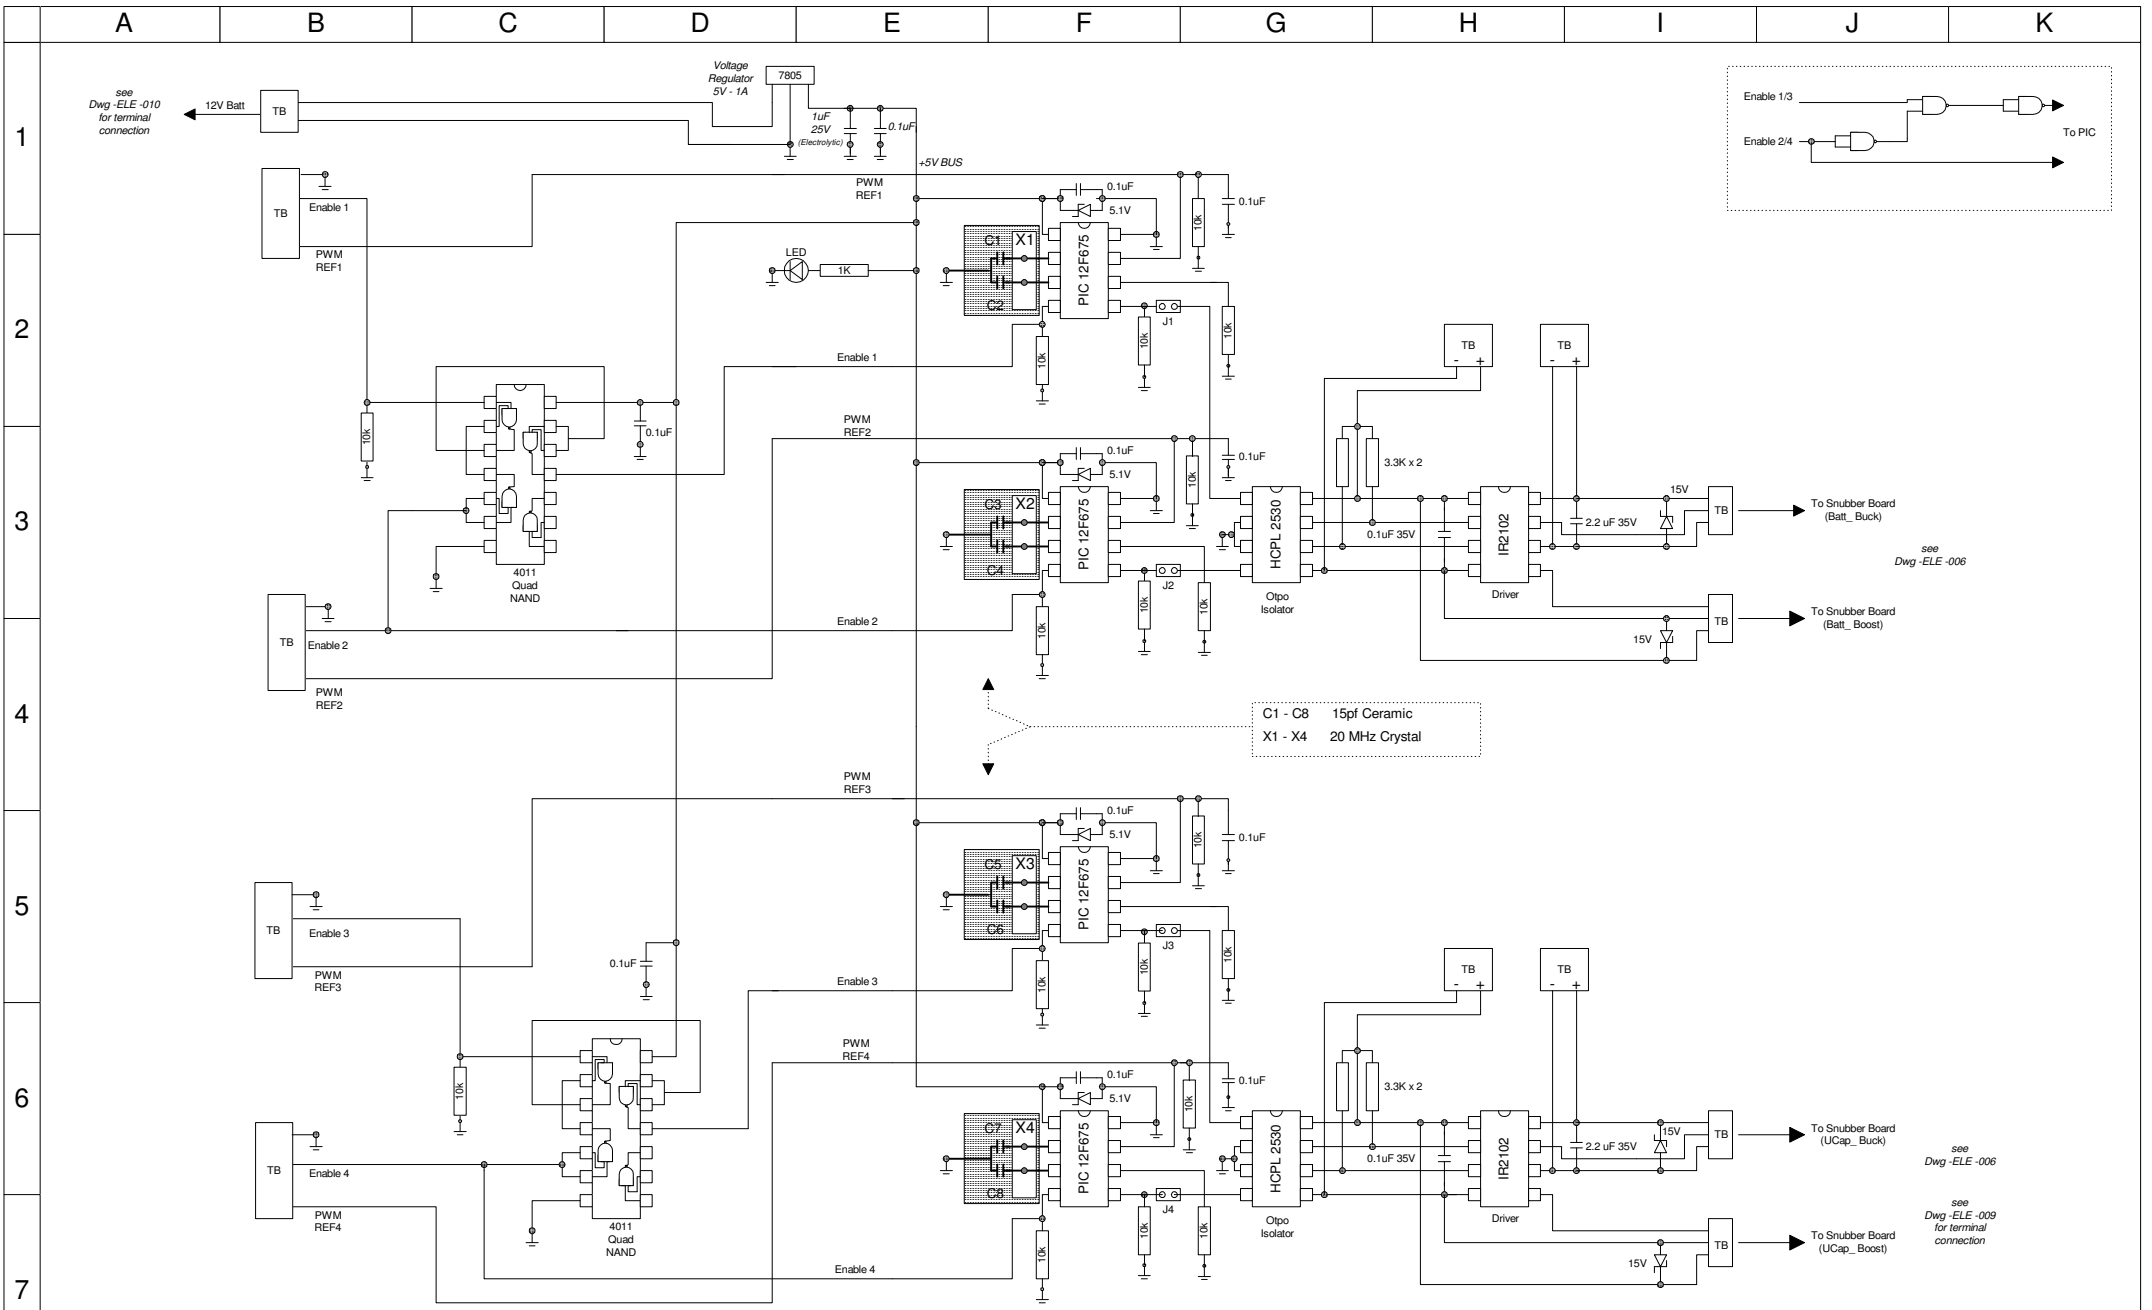 A B C D E F G H I J K
1
2
3
4
5
6
7
see
Dwg -ELE -010
for terminal
connection
12V Batt
TB
Voltage
Regulator
5V - 1A
7805
1uF
25V
(Electrolytic)
0.1uF
+5V BUS
Enable 1/3
Enable 2/4
To PIC
TB
Enable 1
PWM
REF1
PWM
REF1
0.1uF
5.1V
10k
0.1uF
C1
X1
C2
PIC 12F675
LED
1K
J1
10k
10k
10k
Enable 1
TB
- +
TB
- +
10k
0.1uF
4011
Quad
NAND
PWM
REF2
0.1uF
5.1V
10k
0.1uF
C3
X2
C4
PIC 12F675
J2
10k
10k
10k
3.3K x 2
HCPL 2530
Otpo
Isolator
0.1uF 35V
IR2102
Driver
2.2 uF 35V
15V
TB
To Snubber Board
(Batt_ Buck)
see
Dwg -ELE -006
TB
Enable 2
PWM
REF2
Enable 2
15V
TB
To Snubber Board
(Batt_ Boost)
C1 - C8 15pf Ceramic
X1 - X4 20 MHz Crystal
PWM
REF3
0.1uF
5.1V
10k
0.1uF
C5
X3
C6
PIC 12F675
TB
Enable 3
PWM
REF3
0.1uF
J3
10k
10k
10k
Enable 3
TB
- +
TB
- +
10k
4011
Quad
NAND
PWM
REF4
0.1uF
5.1V
10k
0.1uF
C7
X4
C8
PIC 12F675
J4
10k
10k
10k
3.3K x 2
HCPL 2530
Otpo
Isolator
0.1uF 35V
IR2102
Driver
2.2 uF 35V
15V
TB
To Snubber Board
(UCap_ Buck)
see
Dwg -ELE -006
TB
Enable 4
PWM
REF4
Enable 4
15V
TB
To Snubber Board
(UCap_ Boost)
see
Dwg -ELE -009
for terminal
connection